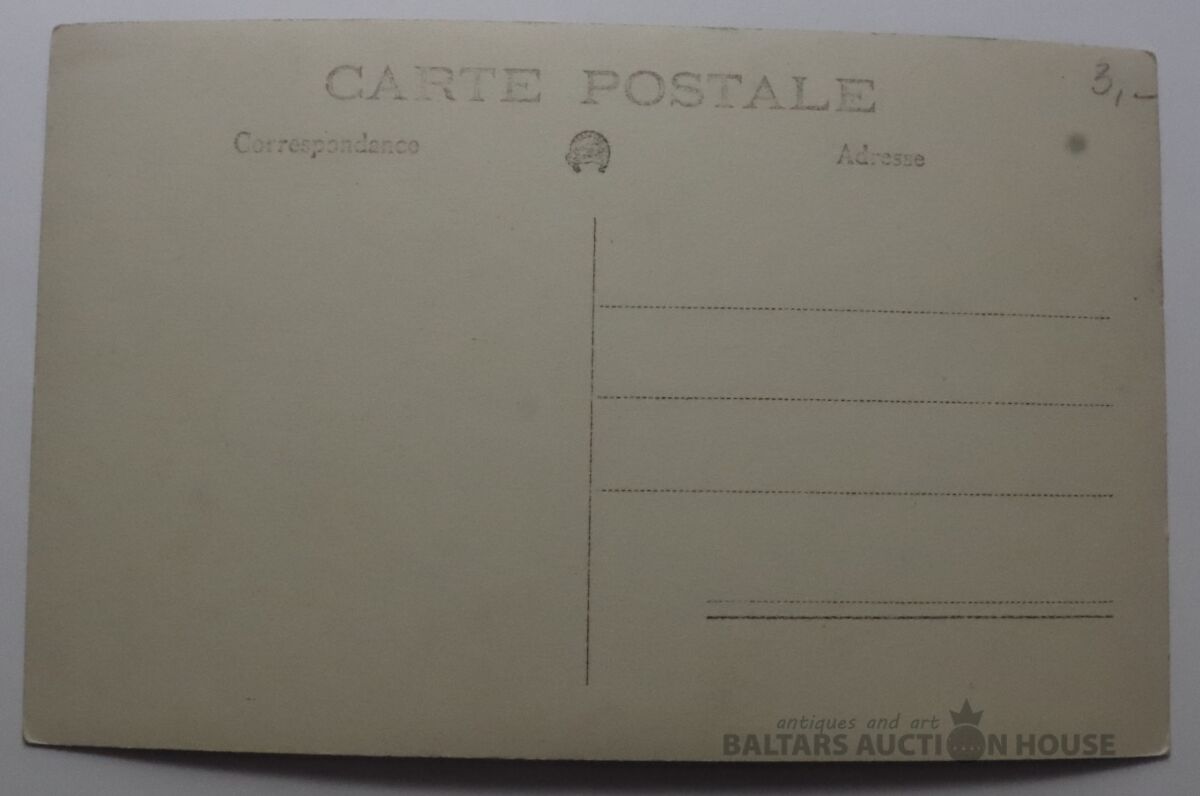 CARTE POSTALE
3,-
Correspondance
Adresse
antiques and art
BALTARS AUCTION HOUSE